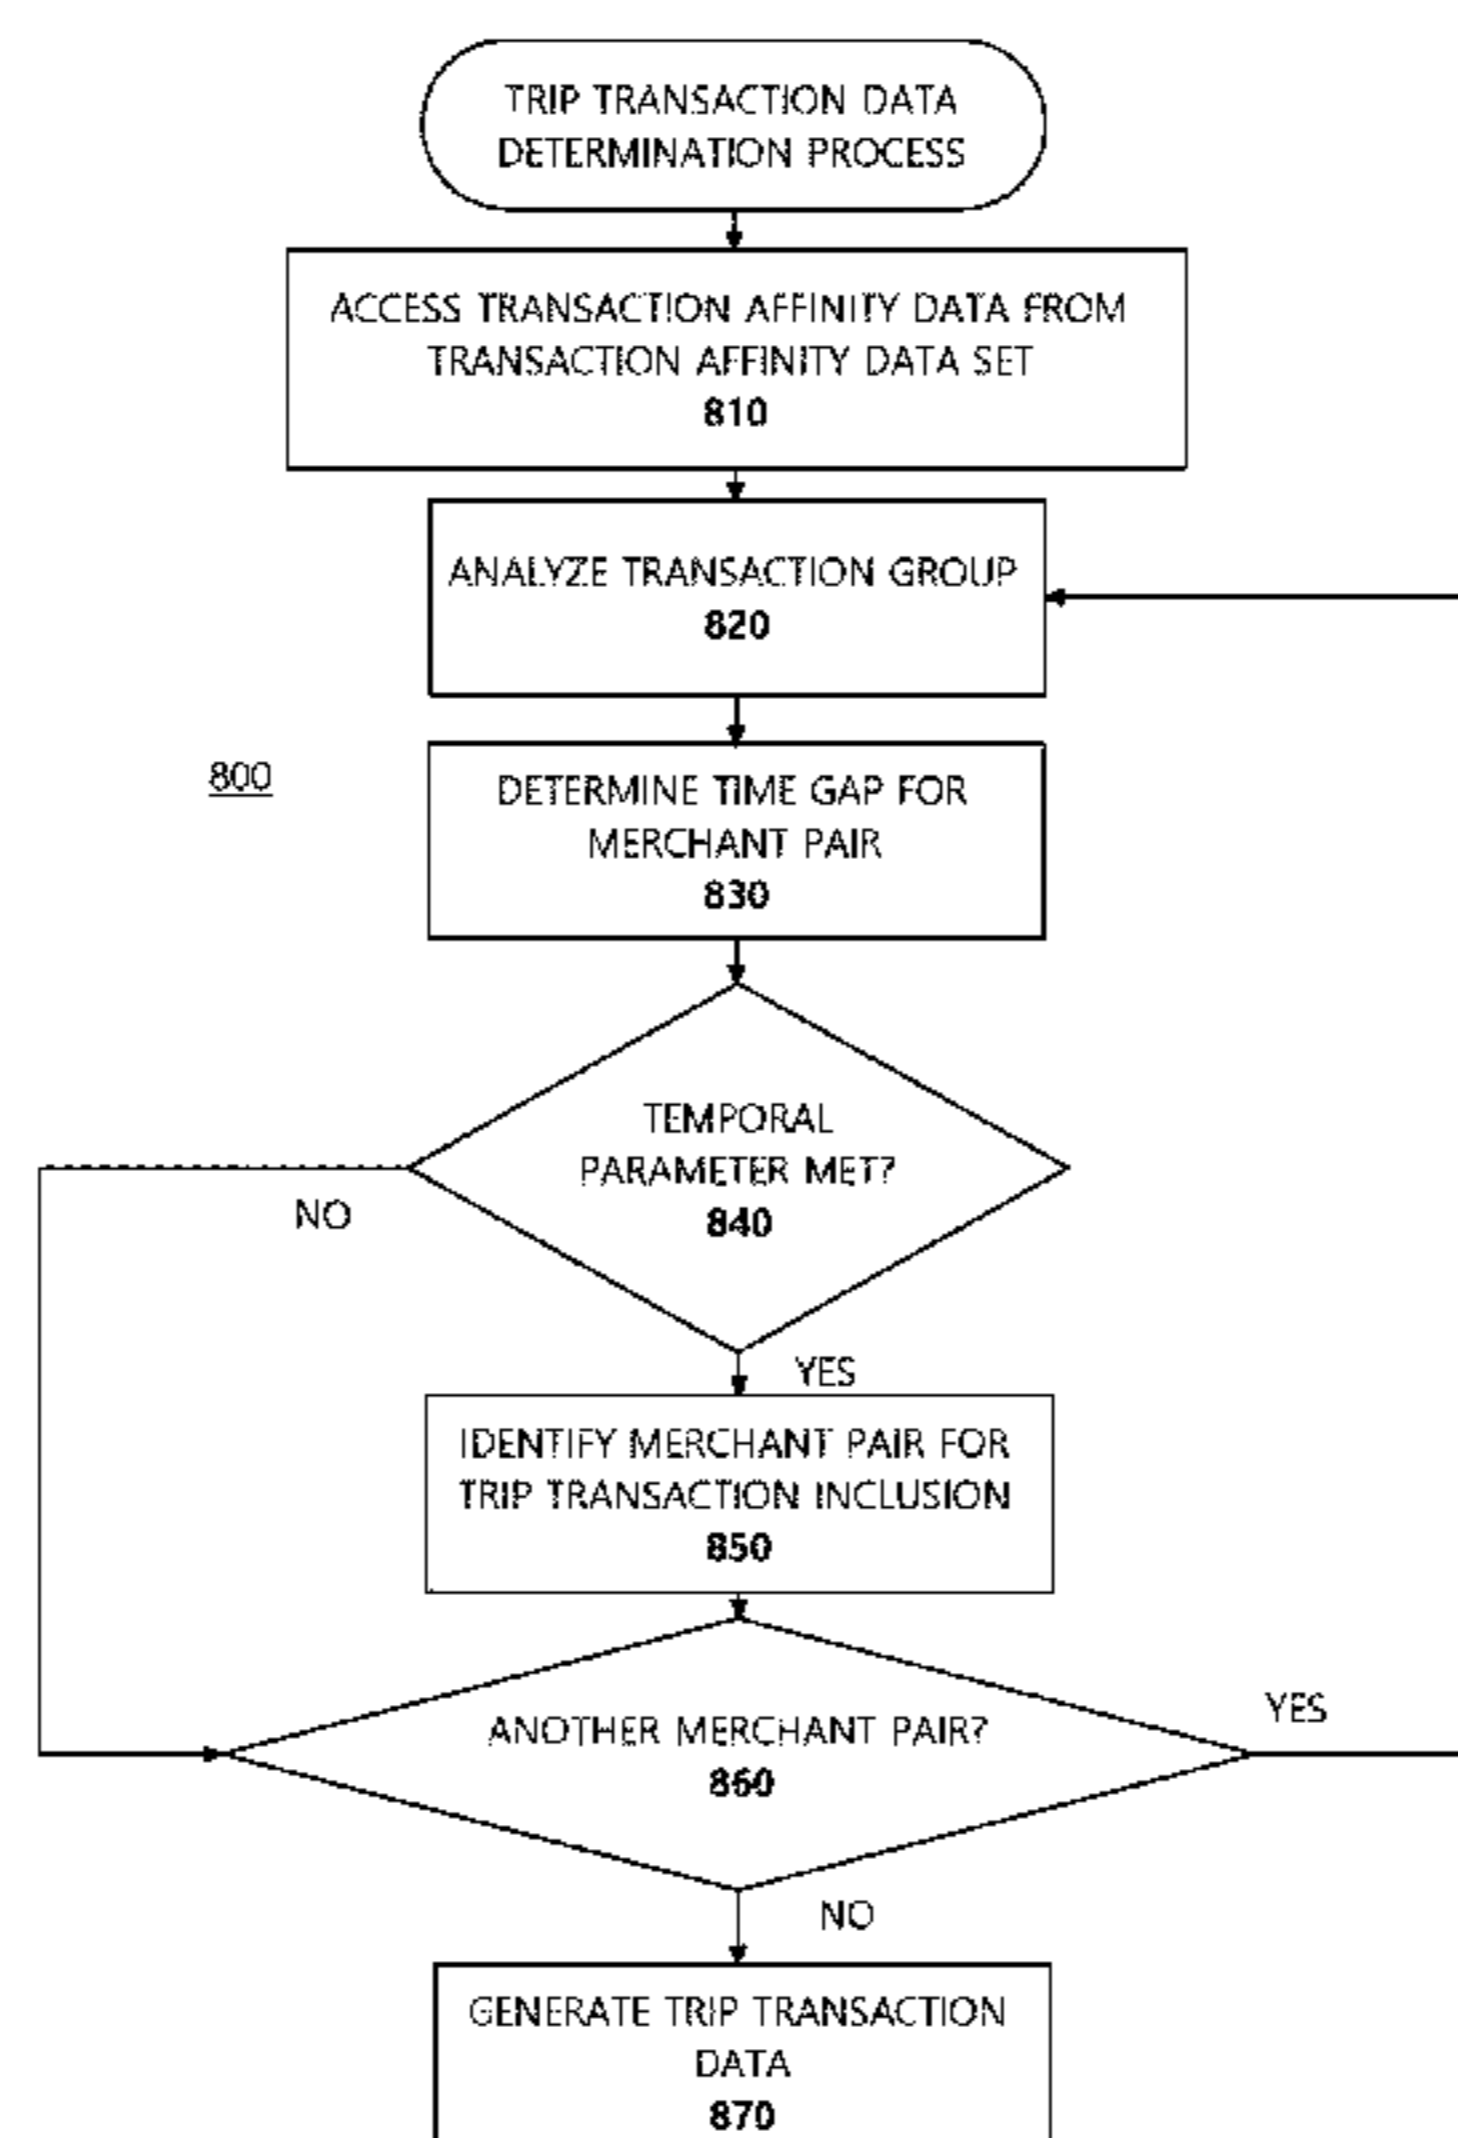 TRIP TRANSACTION DATA
DETERMINATION PROCESS
ACCESS TRANSACTION AFFINITY DATA FROM
TRANSACTION AFFINITY DATA SET
810
ANALYZE TRANSACTION GROUP
820
800
DETERMINE TIME GAP FOR
MERCHANT PAIR
830
TEMPORAL
PARAMETER MET?
840
NO
YES
IDENTIFY MERCHANT PAIR FOR
TRIP TRANSACTION INCLUSION
850
YES
ANOTHER MERCHANT PAIR?
860
NO
GENERATE TRIP TRANSACTION
DATA
870